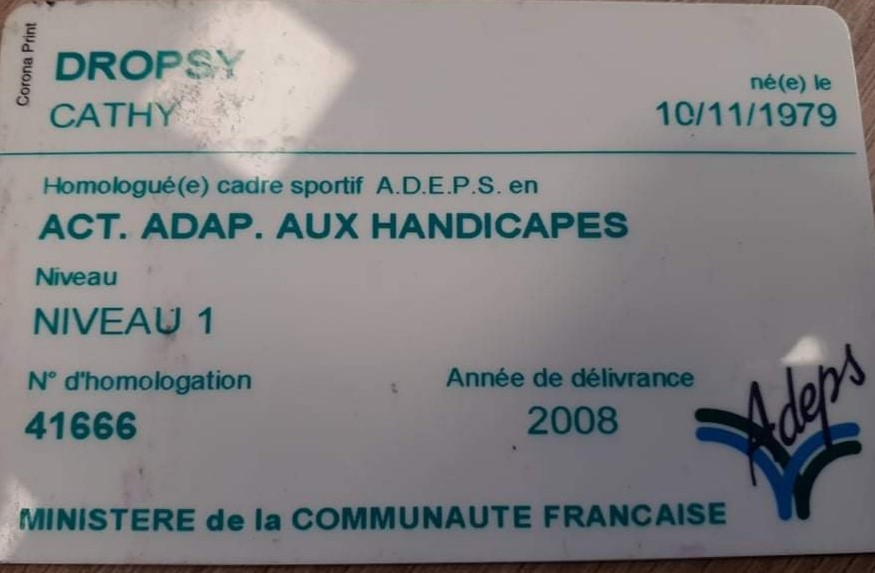 Corona Print
DROPSY
CATHY
né(e) le
10/11/1979
Homologué(e) cadre sportif A.D.E.P.S. en
ACT. ADAP. AUX HANDICAPES
Niveau
NIVEAU 1
N° d'homologation
41666
Année de délivrance
2008
Adeps
MINISTERE de la COMMUNAUTE FRANCAISE